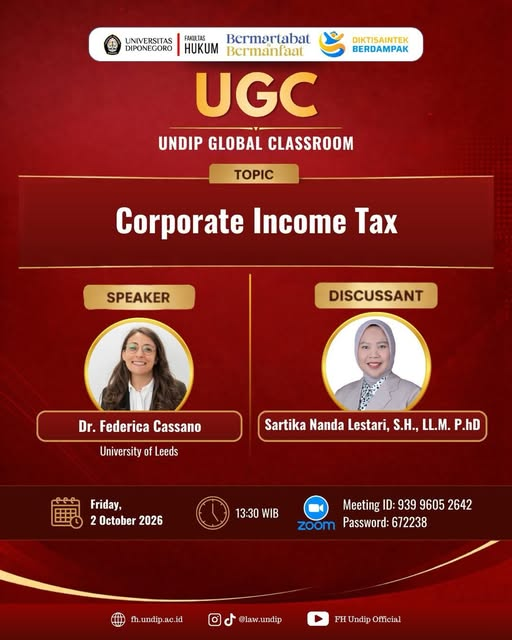 UNIVERSITAS
DIPONEGORO
FAKULTAS
HUKUM
Bermartabat
Bermanfaat
DIKTISAINTEK
BERDAMPAK
UGC
UNDIP GLOBAL CLASSROOM
TOPIC
Corporate Income Tax
SPEAKER
Dr. Federica Cassano
University of Leeds
DISCUSSANT
Sartika Nanda Lestari, S.H., LL.M. P.hD
Friday,
2 October 2026
13:30 WIB
zoom
Meeting ID: 939 9605 2642
Password: 672238
fh.undip.ac.id
@law.undip
FH Undip Official